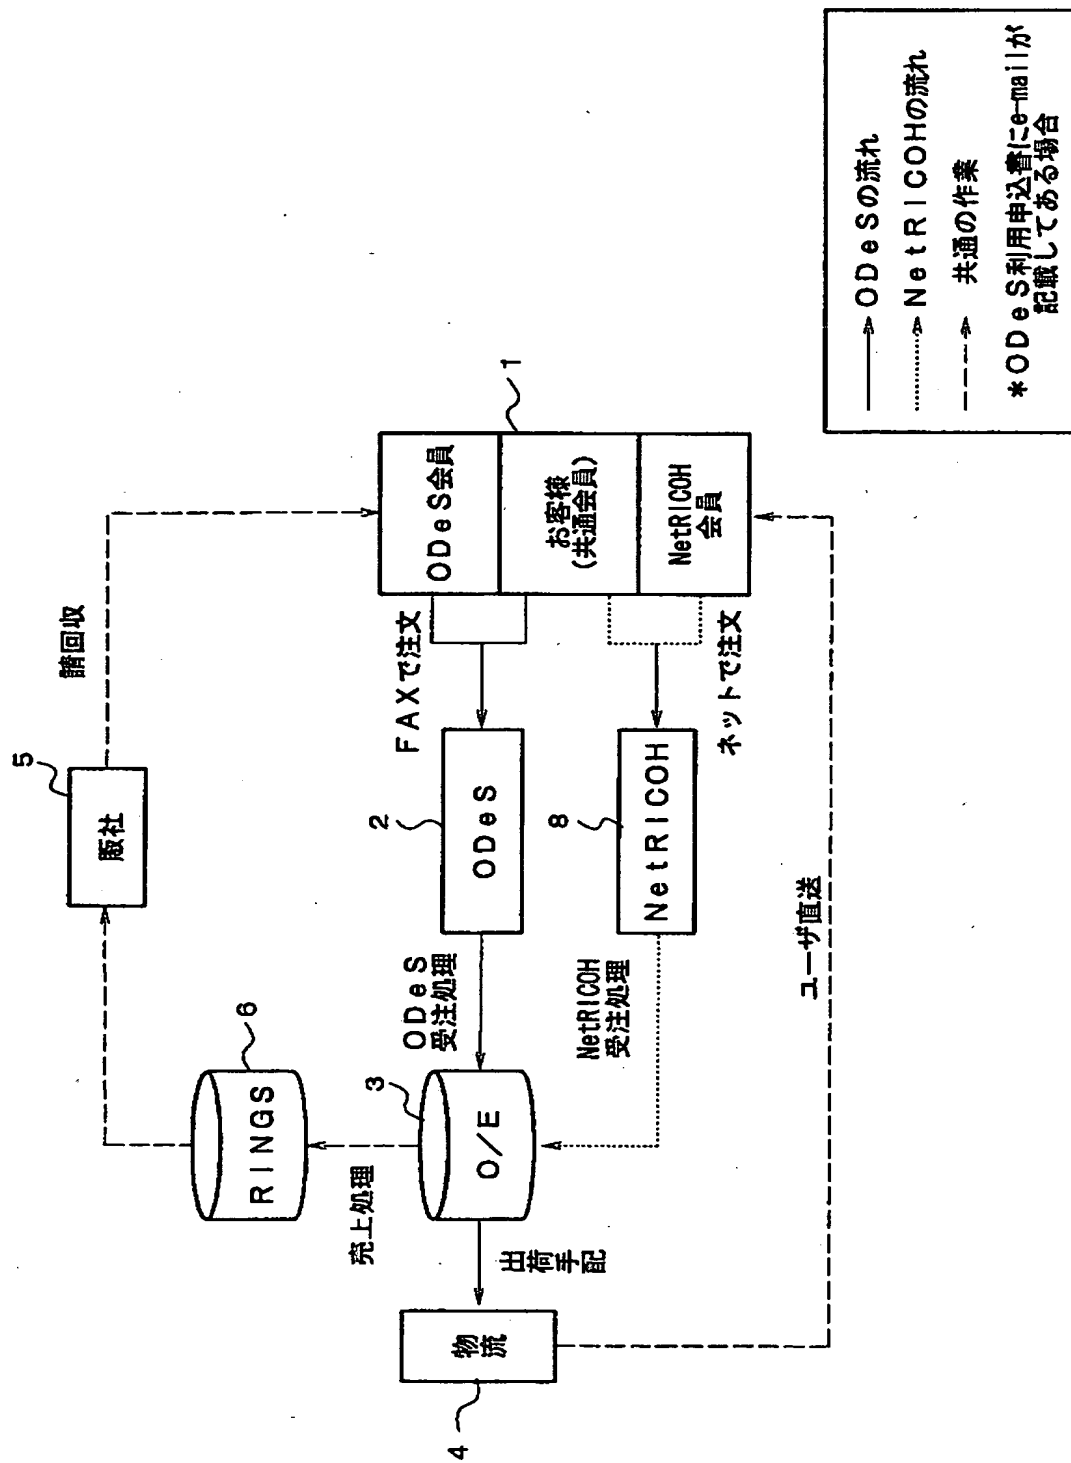 5
販社
請回収
6
RINGS
売上処理
3
O/E
ODeS
受注処理
2
ODeS
FAXで注文
1
ODeS会員
お客様
(共通会員)
NetRICOH
会員
4
物流
出荷手配
NetRICOH
受注処理
8
NetRICOH
ネットで注文
ユーザ直送
ODeSの流れ
NetRICOHの流れ
共通の作業
*ODeS利用申込書にe-mailが
記載してある場合